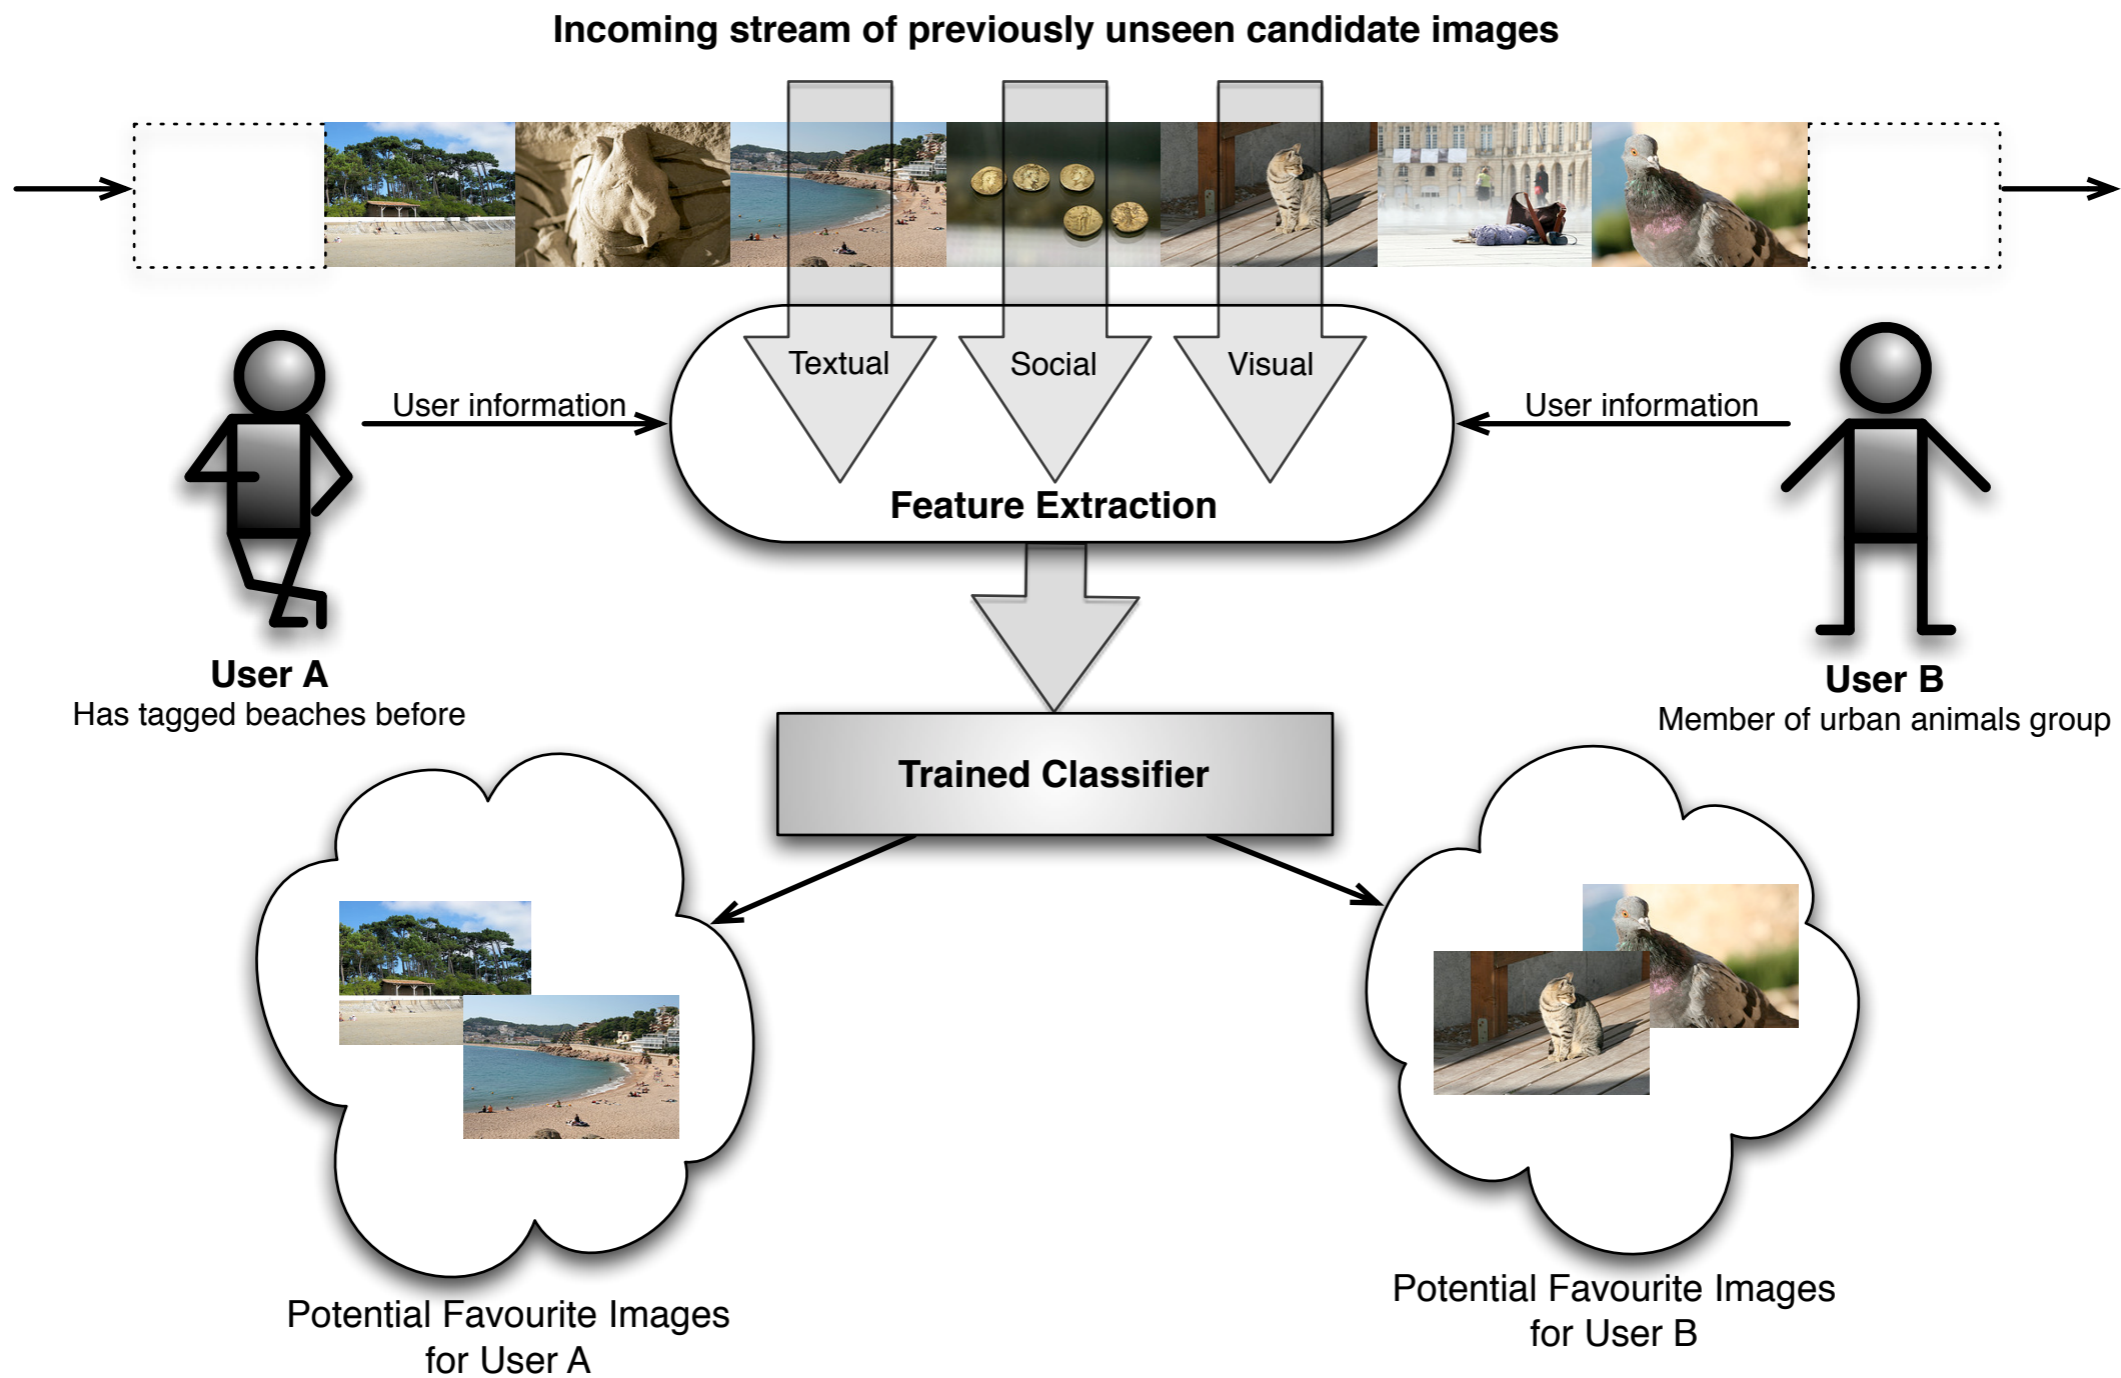 Incoming stream of previously unseen candidate images
Textual
Social
Visual
User information
User information
Feature Extraction
User A
Has tagged beaches before
User B
Member of urban animals group
Trained Classifier
Potential Favourite Images
for User A
Potential Favourite Images
for User B